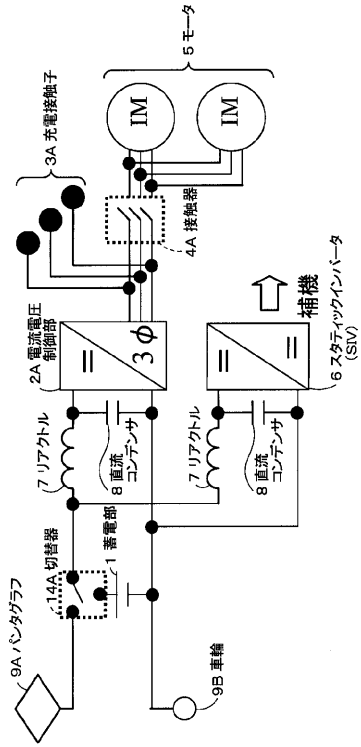 9A パンタグラフ
14A 切替器
1 蓄電部
9B 車輪
7 リアクトル
8 直流
コンデンサ
2A 電流電圧
制御部
3φ
3A 充電接触子
4A 接触器
IM
IM
5 モータ
7 リアクトル
8 直流
コンデンサ
補機
6 スタティックインバータ
(SIV)